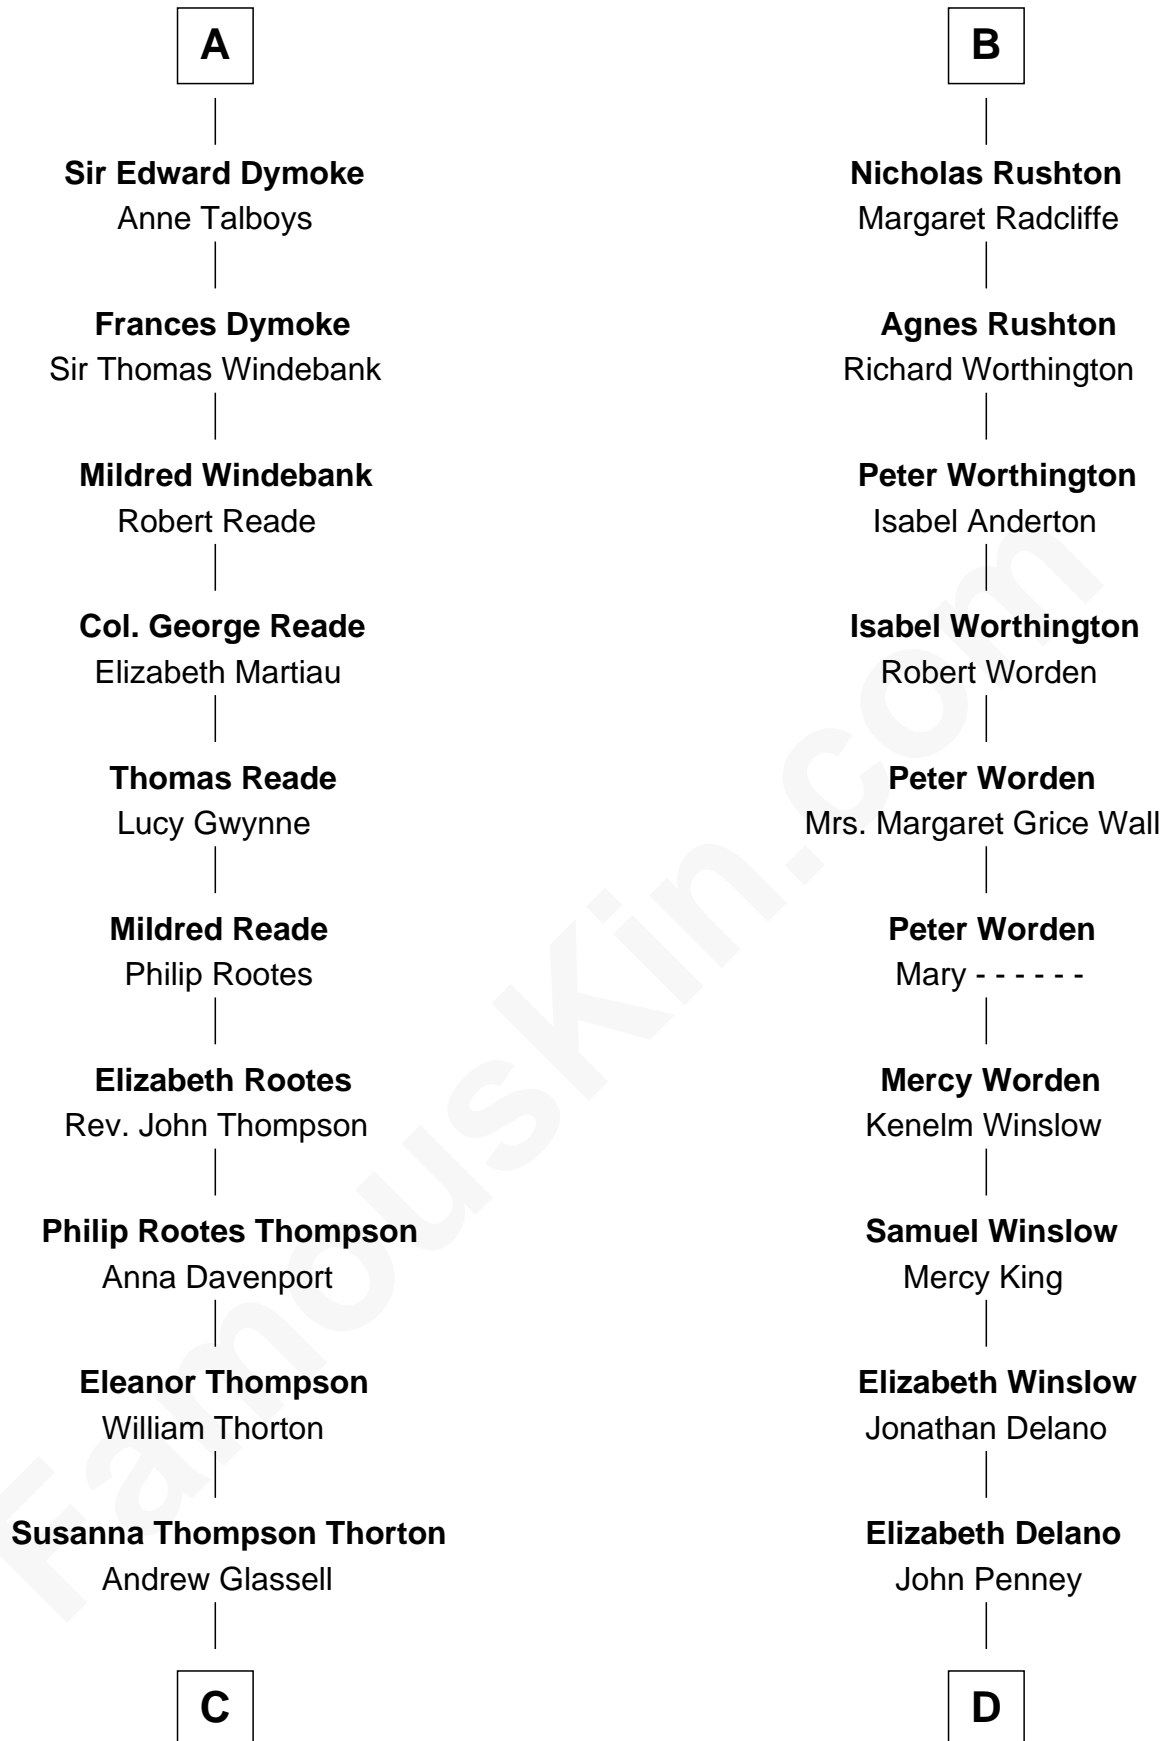 A
Sir Edward Dymoke
Anne Talboys
Frances Dymoke
Sir Thomas Windebank
Mildred Windebank
Robert Reade
Col. George Reade
Elizabeth Martiau
Thomas Reade
Lucy Gwynne
Mildred Reade
Philip Rootes
Elizabeth Rootes
Rev. John Thompson
Philip Rootes Thompson
Anna Davenport
Eleanor Thompson
William Thorton
Susanna Thompson Thorton
Andrew Glassell
C
B
Nicholas Rushton
Margaret Radcliffe
Agnes Rushton
Richard Worthington
Peter Worthington
Isabel Anderton
Isabel Worthington
Robert Worden
Peter Worden
Mrs. Margaret Grice Wall
Peter Worden
Mary - - - - - -
Mercy Worden
Kenelm Winslow
Samuel Winslow
Mercy King
Elizabeth Winslow
Jonathan Delano
Elizabeth Delano
John Penney
D
FamousKin.com